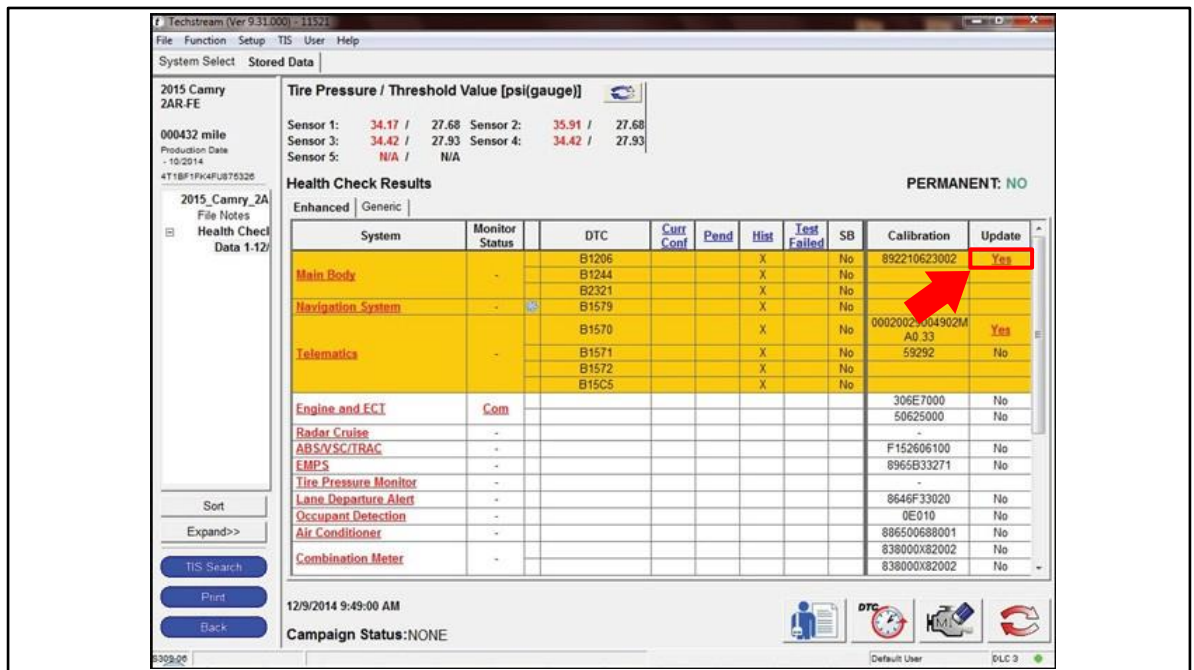 Techstream (Ver 9.31.000) - 11521
File Function Setup TIS User Help
System Select Stored Data
2015 Camry
2AR-FE
000432 mile
Production Date
- 10/2014
4T1BF1FK4FU876326
2015_Camry_2A
File Notes
Health Checl
Data 1-12/
Sort
Expand>>
TIS Search
Print
Back
Tire Pressure / Threshold Value [psi(gauge)]
Sensor 1: 34.17 / 27.68 Sensor 2: 35.91 / 27.68
Sensor 3: 34.42 / 27.93 Sensor 4: 34.42 / 27.93
Sensor 5: N/A / N/A
Health Check Results PERMANENT: NO
Enhanced Generic
System Monitor Status DTC Curr Conf Pend Hist Test Failed SB Calibration Update
Main Body - B1206 X No 892210623002 Yes
B1244 X No
B2321 X No
Navigation System - B1579 X No
Telematics - B1570 X No A0.33 Yes
B1571 X No 59292 No
B1572 X No
B15C5 X No
Engine and ECT Com 306E7000 No
50625000 No
Radar Cruise - -
ABS/VSC/TRAC - F152606100 No
EMPS - 8965B33271 No
Tire Pressure Monitor - -
Lane Departure Alert - 8646F33020 No
Occupant Detection - 0E010 No
Air Conditioner - 886500688001 No
Combination Meter - 838000X82002 No
838000X82002 No
12/9/2014 9:49:00 AM
Campaign Status:NONE
DTC
S309-06 Default User DLC 3